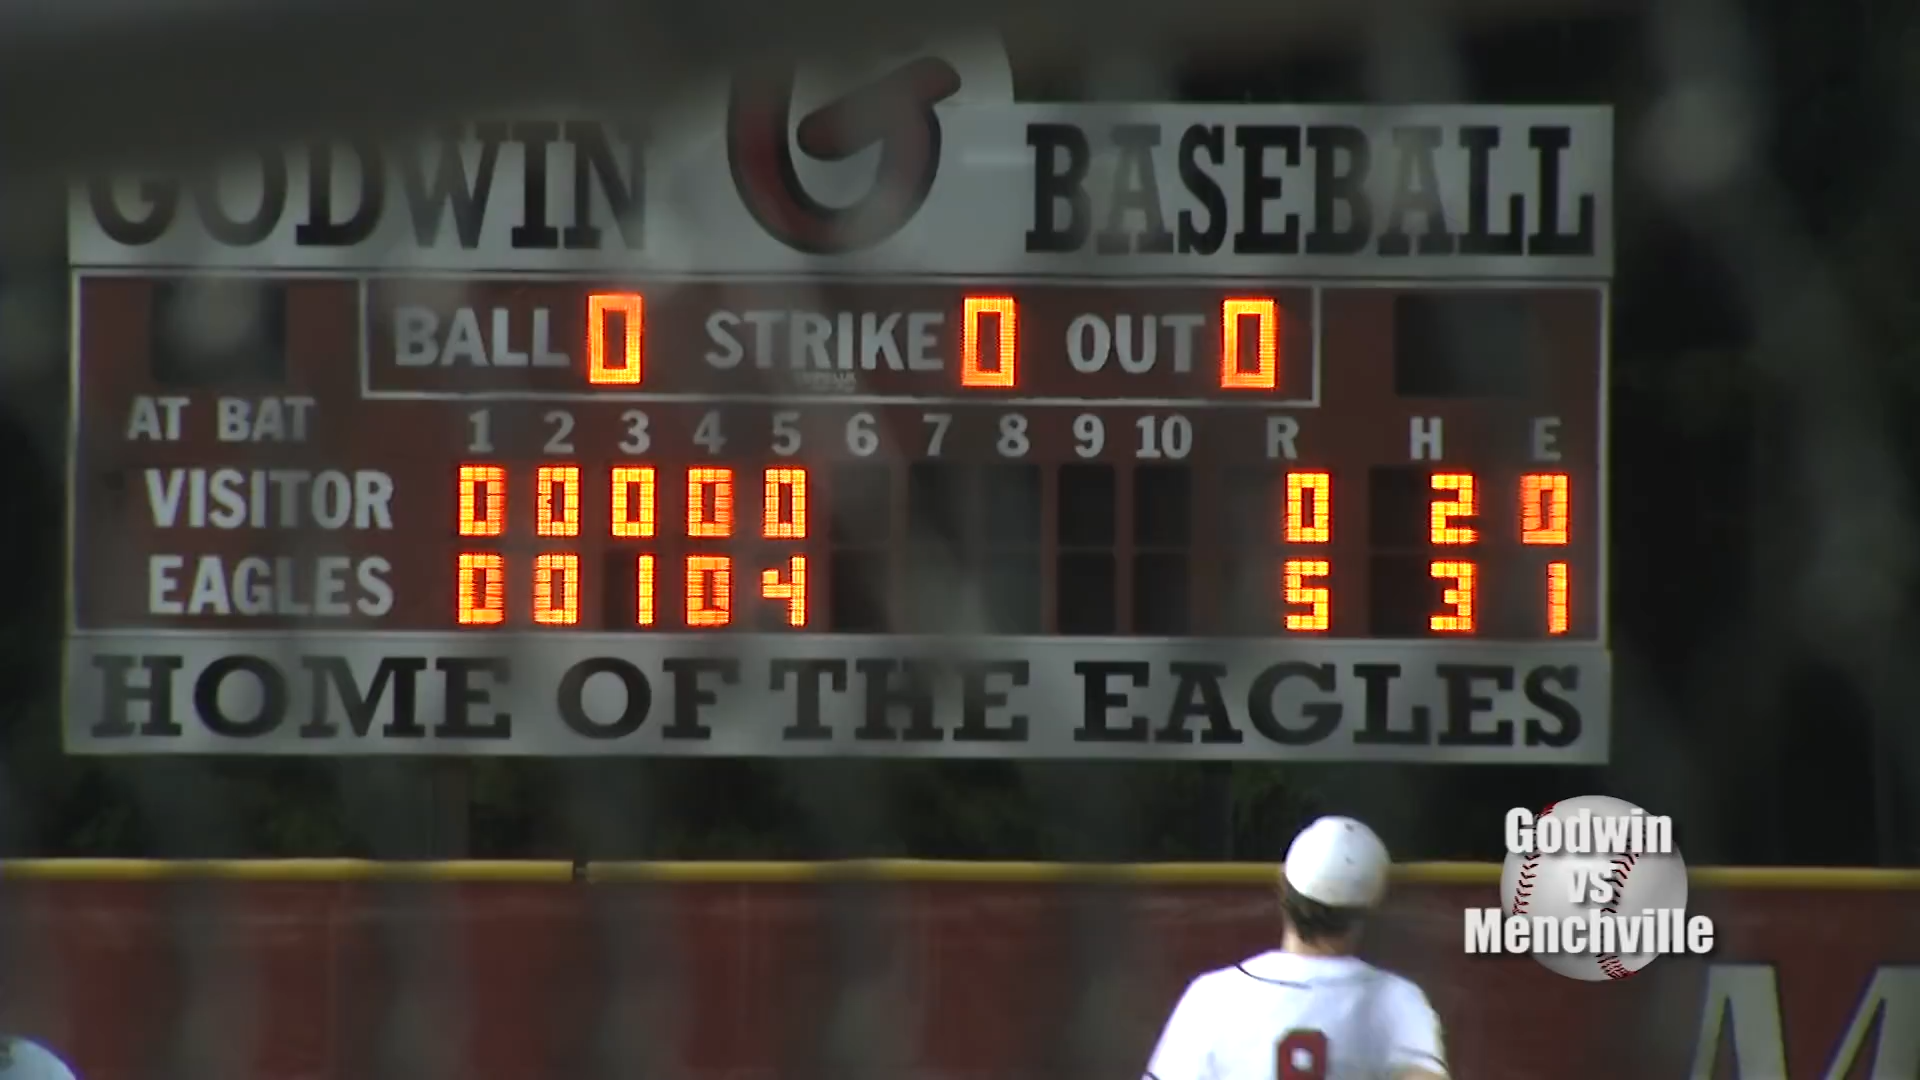 GODWIN G BASEBALL
BALL 0 STRIKE 0 OUT 0
AT BAT 1 2 3 4 5 6 7 8 9 10 R H E
VISITOR 0 0 0 0 0 0 2 0
EAGLES 0 0 1 0 4 5 3 1
HOME OF THE EAGLES
Godwin
vs
Menchville
M